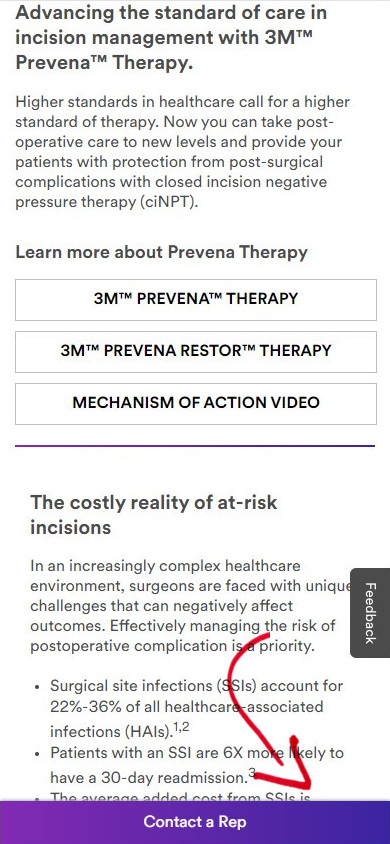 Advancing the standard of care in
incision management with 3M™
Prevena™ Therapy.
Higher standards in healthcare call for a higher
standard of therapy. Now you can take post-
operative care to new levels and provide your
patients with protection from post-surgical
complications with closed incision negative
pressure therapy (ciNPT).
Learn more about Prevena Therapy
3M™ PREVENA™ THERAPY
3M™ PREVENA RESTOR™ THERAPY
MECHANISM OF ACTION VIDEO
The costly reality of at-risk
incisions
In an increasingly complex healthcare
environment, surgeons are faced with unique
challenges that can negatively affect
outcomes. Effectively managing the risk of
postoperative complication is a priority.
Feedback
• Surgical site infections (SSIs) account for
22%-36% of all healthcare-associated
infections (HAIs).1,2
• Patients with an SSI are 6X more likely to
have a 30-day readmission.3
• The average added cost from SSIs is
Contact a Rep